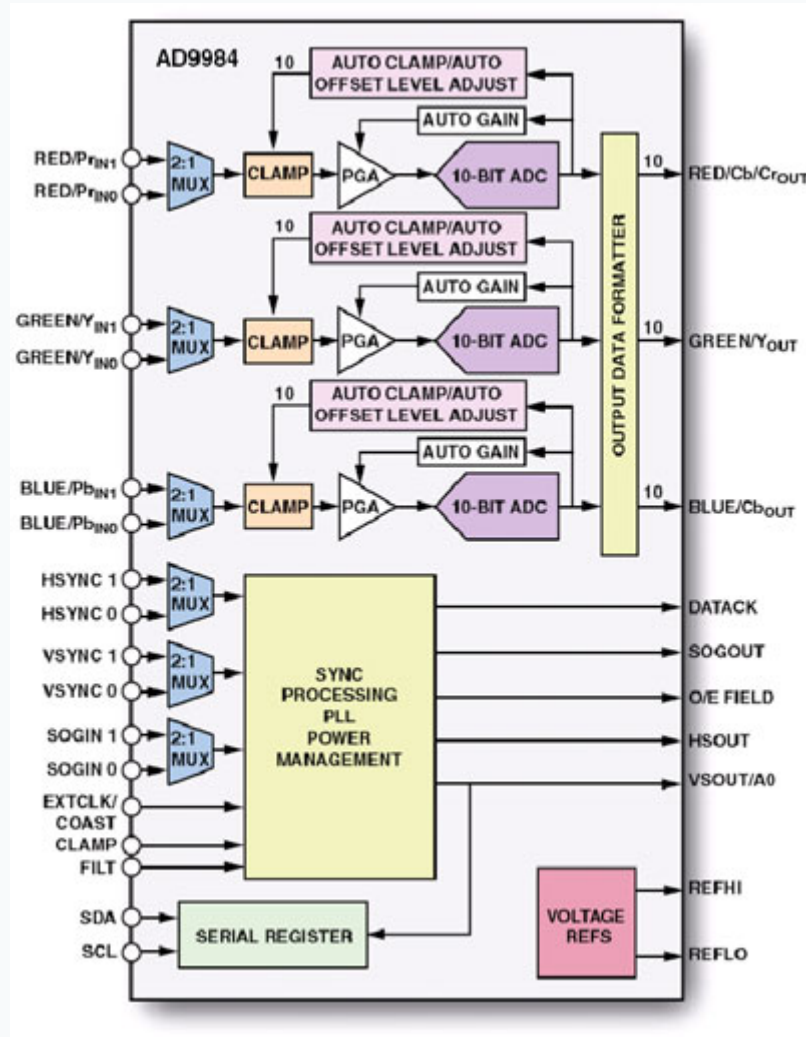 AD9984
10
AUTO CLAMP/AUTO
OFFSET LEVEL ADJUST
AUTO GAIN
RED/PrIN1
RED/PrIN0
2:1
MUX
CLAMP
PGA
10-BIT ADC
10
RED/Cb/CrOUT
10
AUTO CLAMP/AUTO
OFFSET LEVEL ADJUST
AUTO GAIN
GREEN/YIN1
GREEN/YIN0
2:1
MUX
CLAMP
PGA
10-BIT ADC
10
GREEN/YOUT
10
AUTO CLAMP/AUTO
OFFSET LEVEL ADJUST
AUTO GAIN
BLUE/PbIN1
BLUE/PbIN0
2:1
MUX
CLAMP
PGA
10-BIT ADC
10
BLUE/CbOUT
OUTPUT DATA FORMATTER
HSYNC 1
HSYNC 0
2:1
MUX
VSYNC 1
VSYNC 0
2:1
MUX
SOGIN 1
SOGIN 0
2:1
MUX
EXTCLK/
COAST
CLAMP
FILT
SYNC
PROCESSING
PLL
POWER
MANAGEMENT
DATACK
SOGOUT
O/E FIELD
HSOUT
VSOUT/A0
SDA
SCL
SERIAL REGISTER
VOLTAGE
REFS
REFHI
REFLO